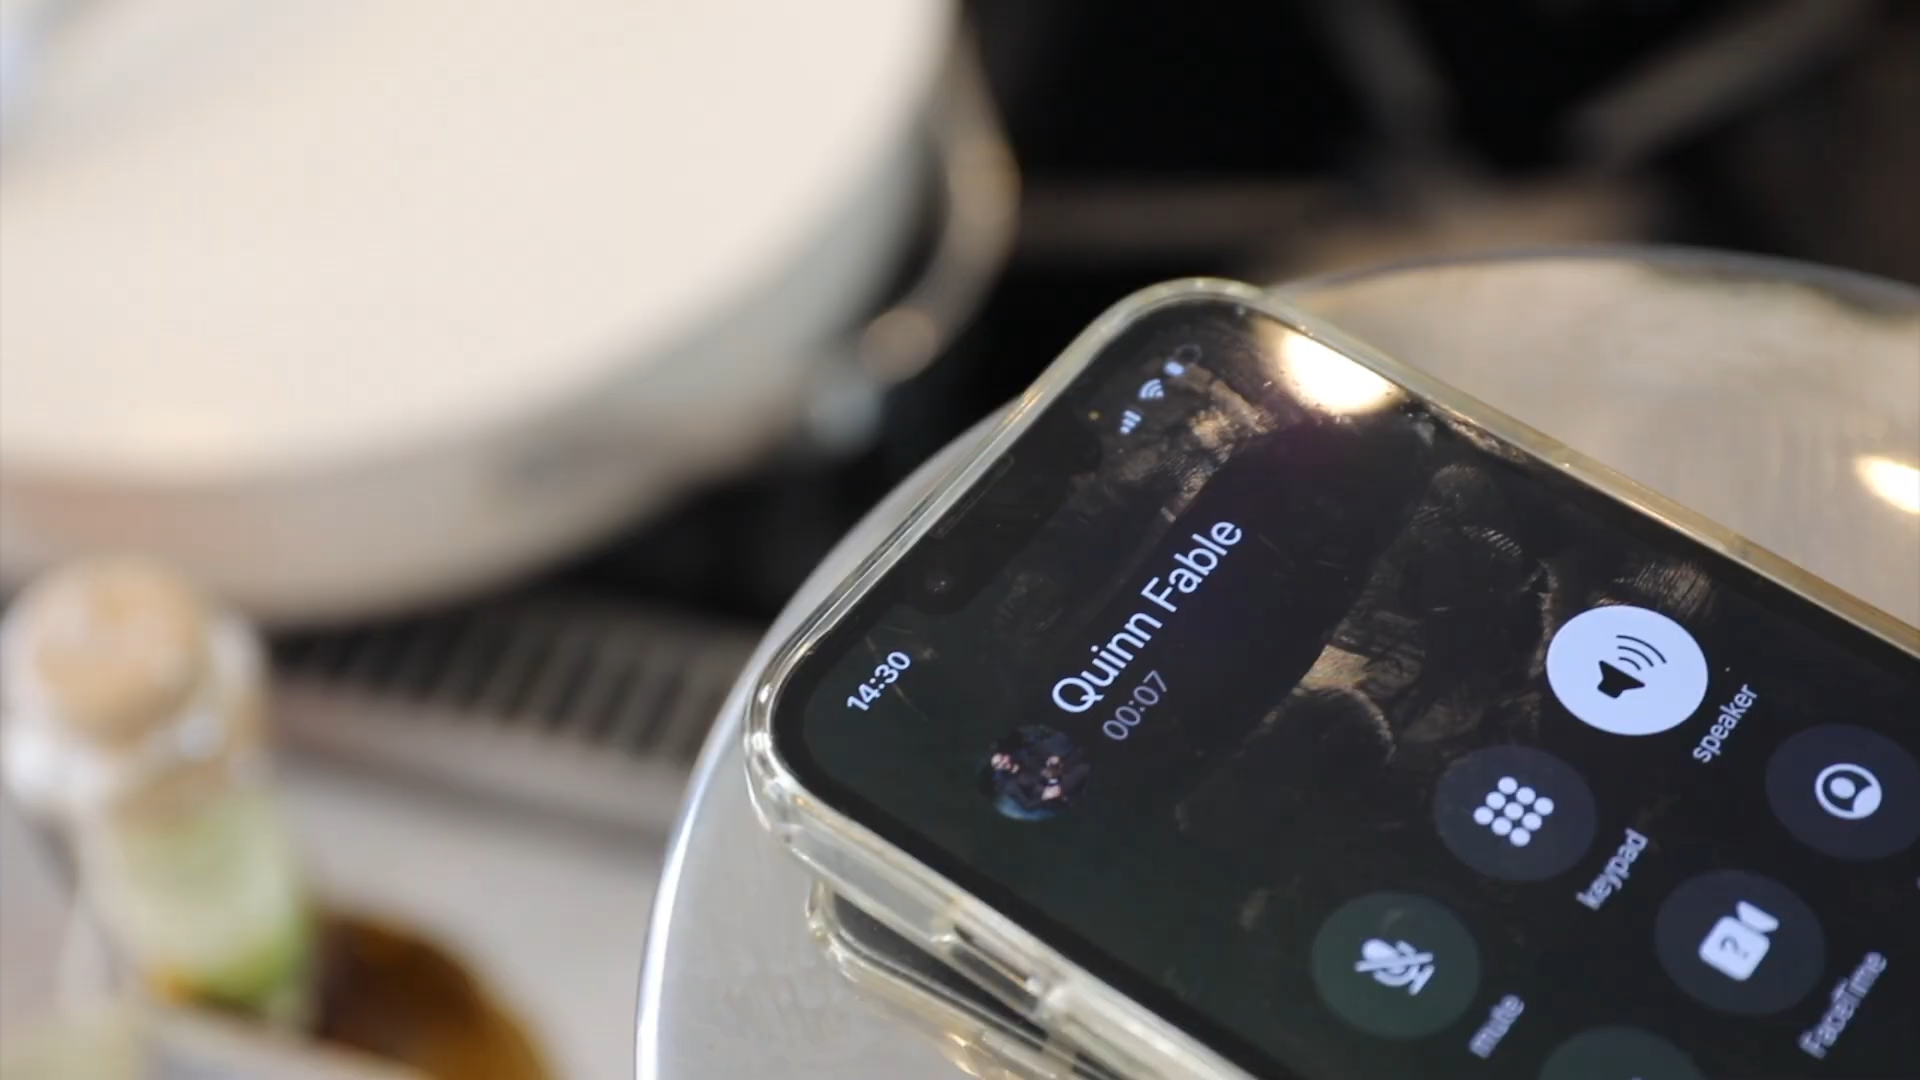 14:30
Quinn Fable
00:07
speaker
keypad
mute
FaceTime